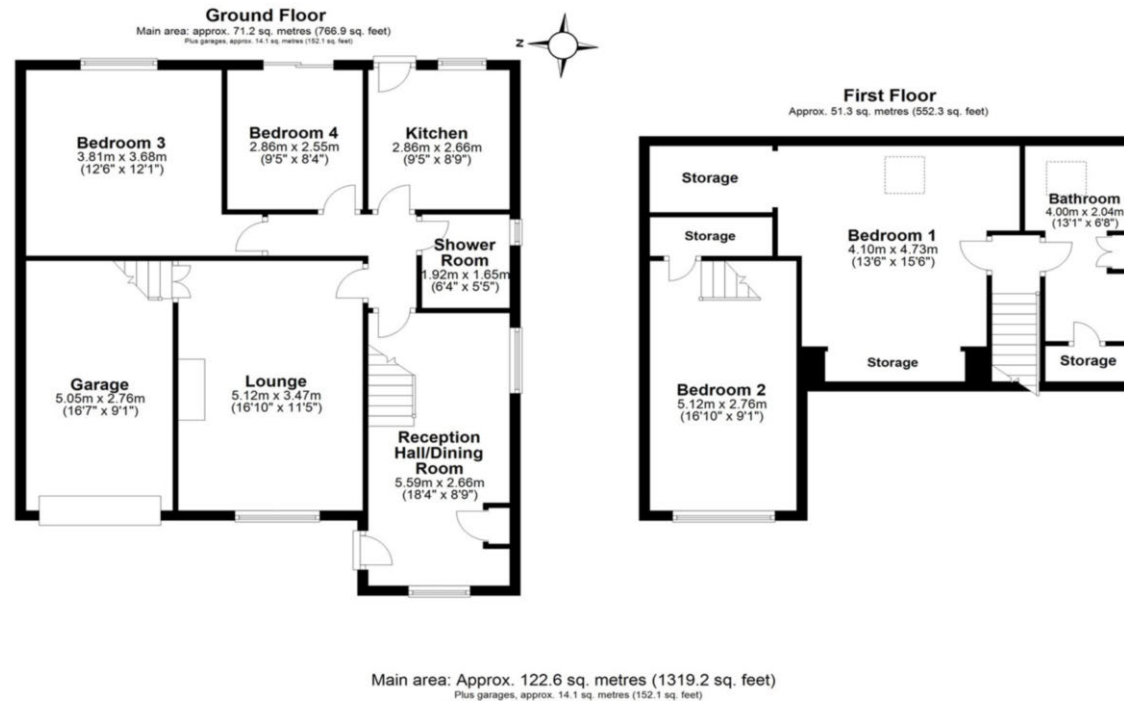 Ground Floor
Main area: approx. 71.2 sq. metres (766.9 sq. feet)
Plus garages, approx. 14.1 sq. metres (152.1 sq. feet)
N
Bedroom 3
3.81m x 3.68m
(12'6" x 12'1")
Bedroom 4
2.86m x 2.55m
(9'5" x 8'4")
Kitchen
2.86m x 2.66m
(9'5" x 8'9")
Shower
Room
1.92m x 1.65m
(6'4" x 5'5")
Garage
5.05m x 2.76m
(16'7" x 9'1")
Lounge
5.12m x 3.47m
(16'10" x 11'5")
Reception
Hall/Dining
Room
5.59m x 2.66m
(18'4" x 8'9")
First Floor
Approx. 51.3 sq. metres (552.3 sq. feet)
Storage
Storage
Bedroom 1
4.10m x 4.73m
(13'6" x 15'6")
Bathroom
4.00m x 2.04m
(13'1" x 6'8")
Storage
Storage
Bedroom 2
5.12m x 2.76m
(16'10" x 9'1")
Main area: Approx. 122.6 sq. metres (1319.2 sq. feet)
Plus garages, approx. 14.1 sq. metres (152.1 sq. feet)